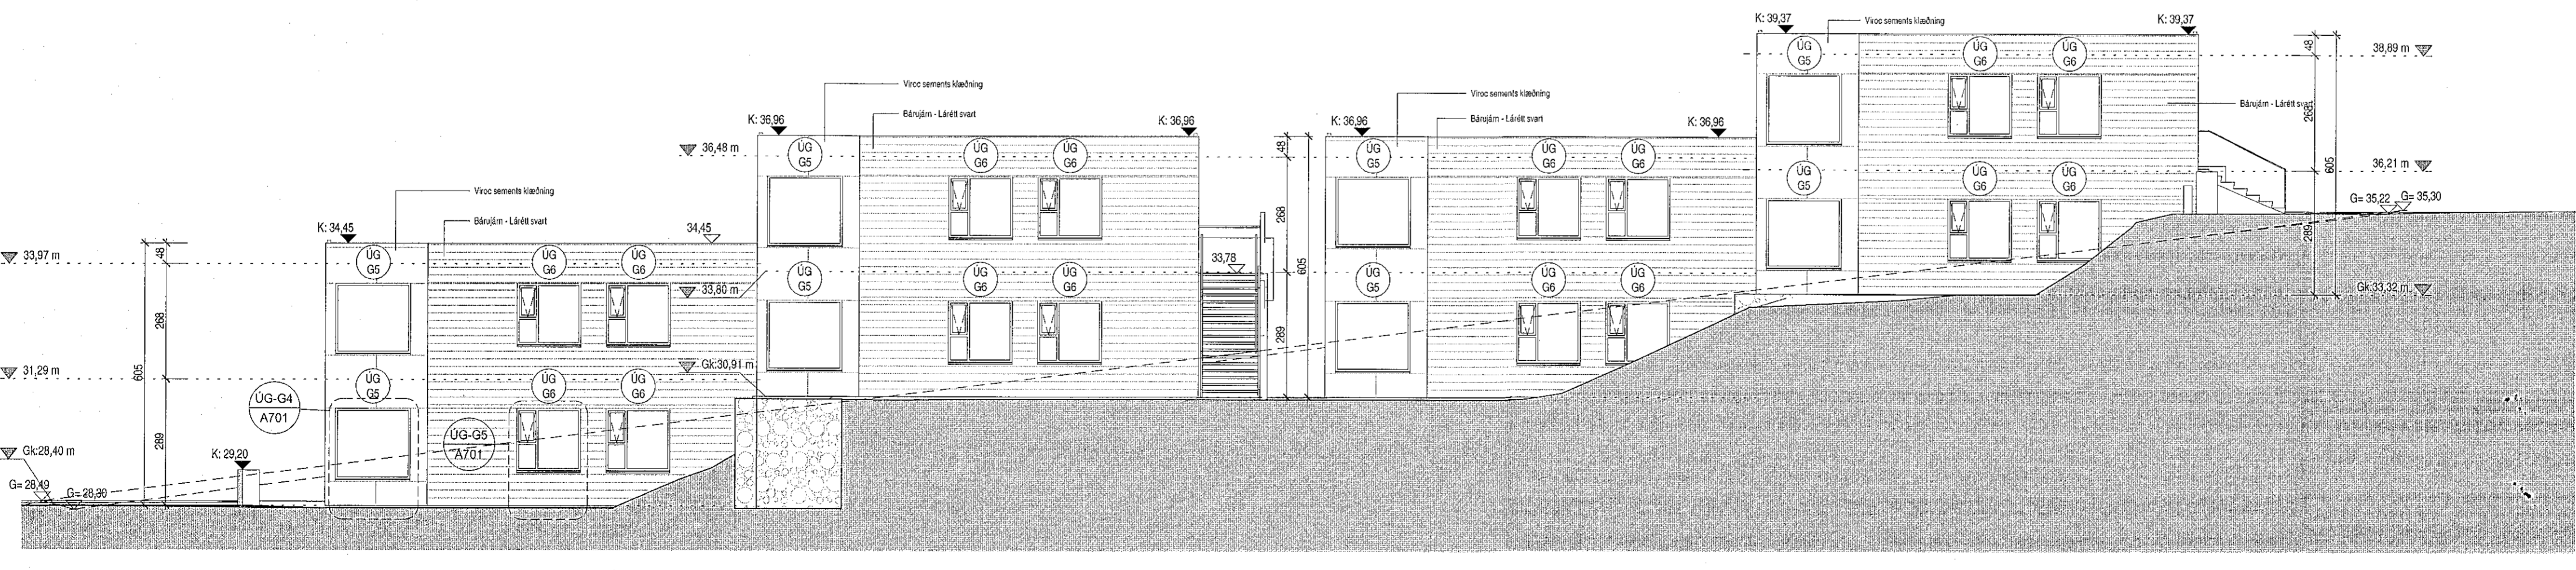 K: 39,37
Viroc sements klæðning
K: 39,37
ÚG
G5
ÚG
G6
ÚG
G6
48
38,89 m
Viroc sements klæðning
Viroc sements klæðning
Bárujárn - Lárétt svart
268
605
Bárujárn - Lárétt svart
Bárujárn - Lárétt svart
K: 36,96
K: 36,96
K: 36,96
K: 36,96
36,48 m
ÚG
G5
ÚG
G6
ÚG
G6
48
ÚG
G5
ÚG
G6
ÚG
G6
ÚG
G5
ÚG
G6
ÚG
G6
36,21 m
Viroc sements klæðning
Bárujárn - Lárétt svart
G= 35,22
G= 35,30
268
289
K: 34,45
34,45
33,97 m
48
ÚG
G5
ÚG
G6
ÚG
G6
33,80 m
ÚG
G5
ÚG
G6
ÚG
G6
33,78
605
ÚG
G5
ÚG
G6
ÚG
G6
Gk:33,32 m
268
289
31,29 m
605
ÚG
G5
ÚG
G6
ÚG
G6
Gk:30,91 m
ÚG-G4
A701
ÚG-G5
A701
289
Gk:28,40 m
K: 29,20
G= 28,49
G= 28,30